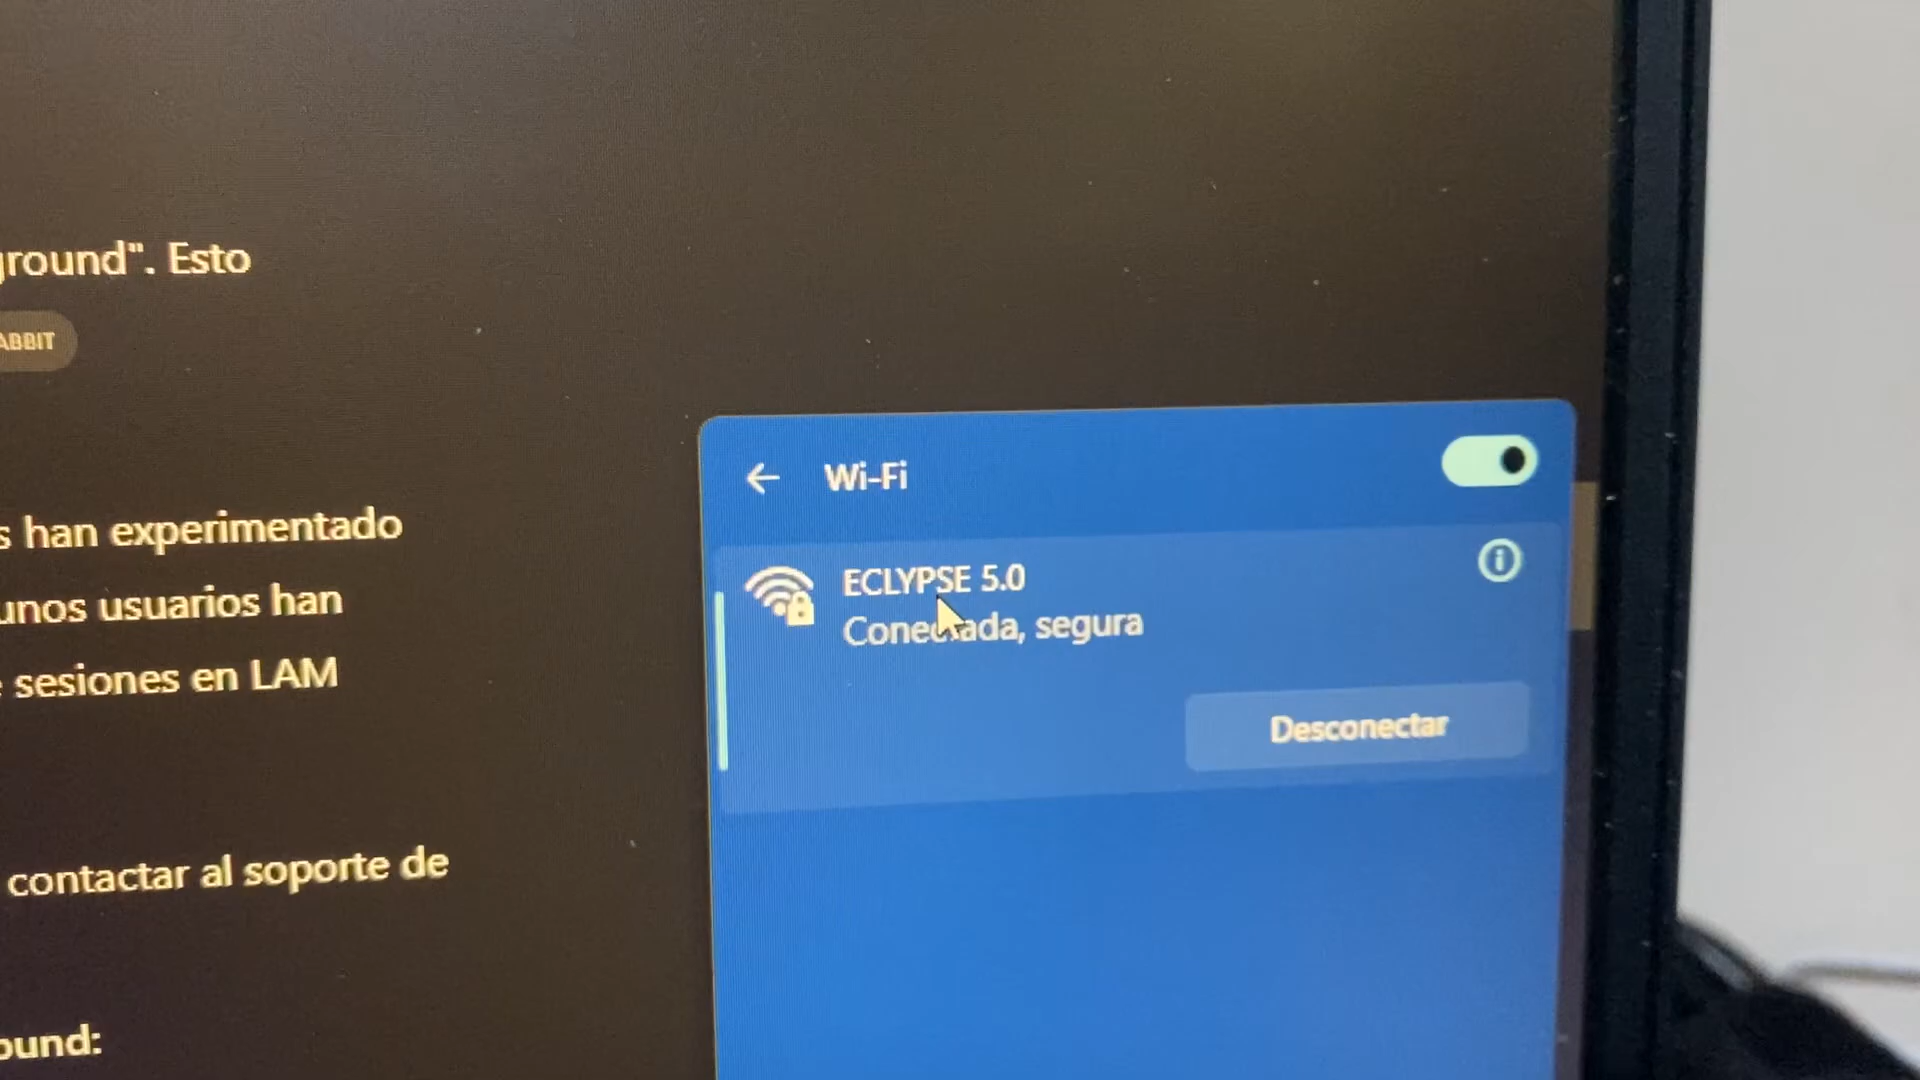 ground". Esto
ABBIT
s han experimentado
unos usuarios han
sesiones en LAM
contactar al soporte de
ound:
← Wi-Fi
ECLYPSE 5.0
Conectada, segura
Desconectar